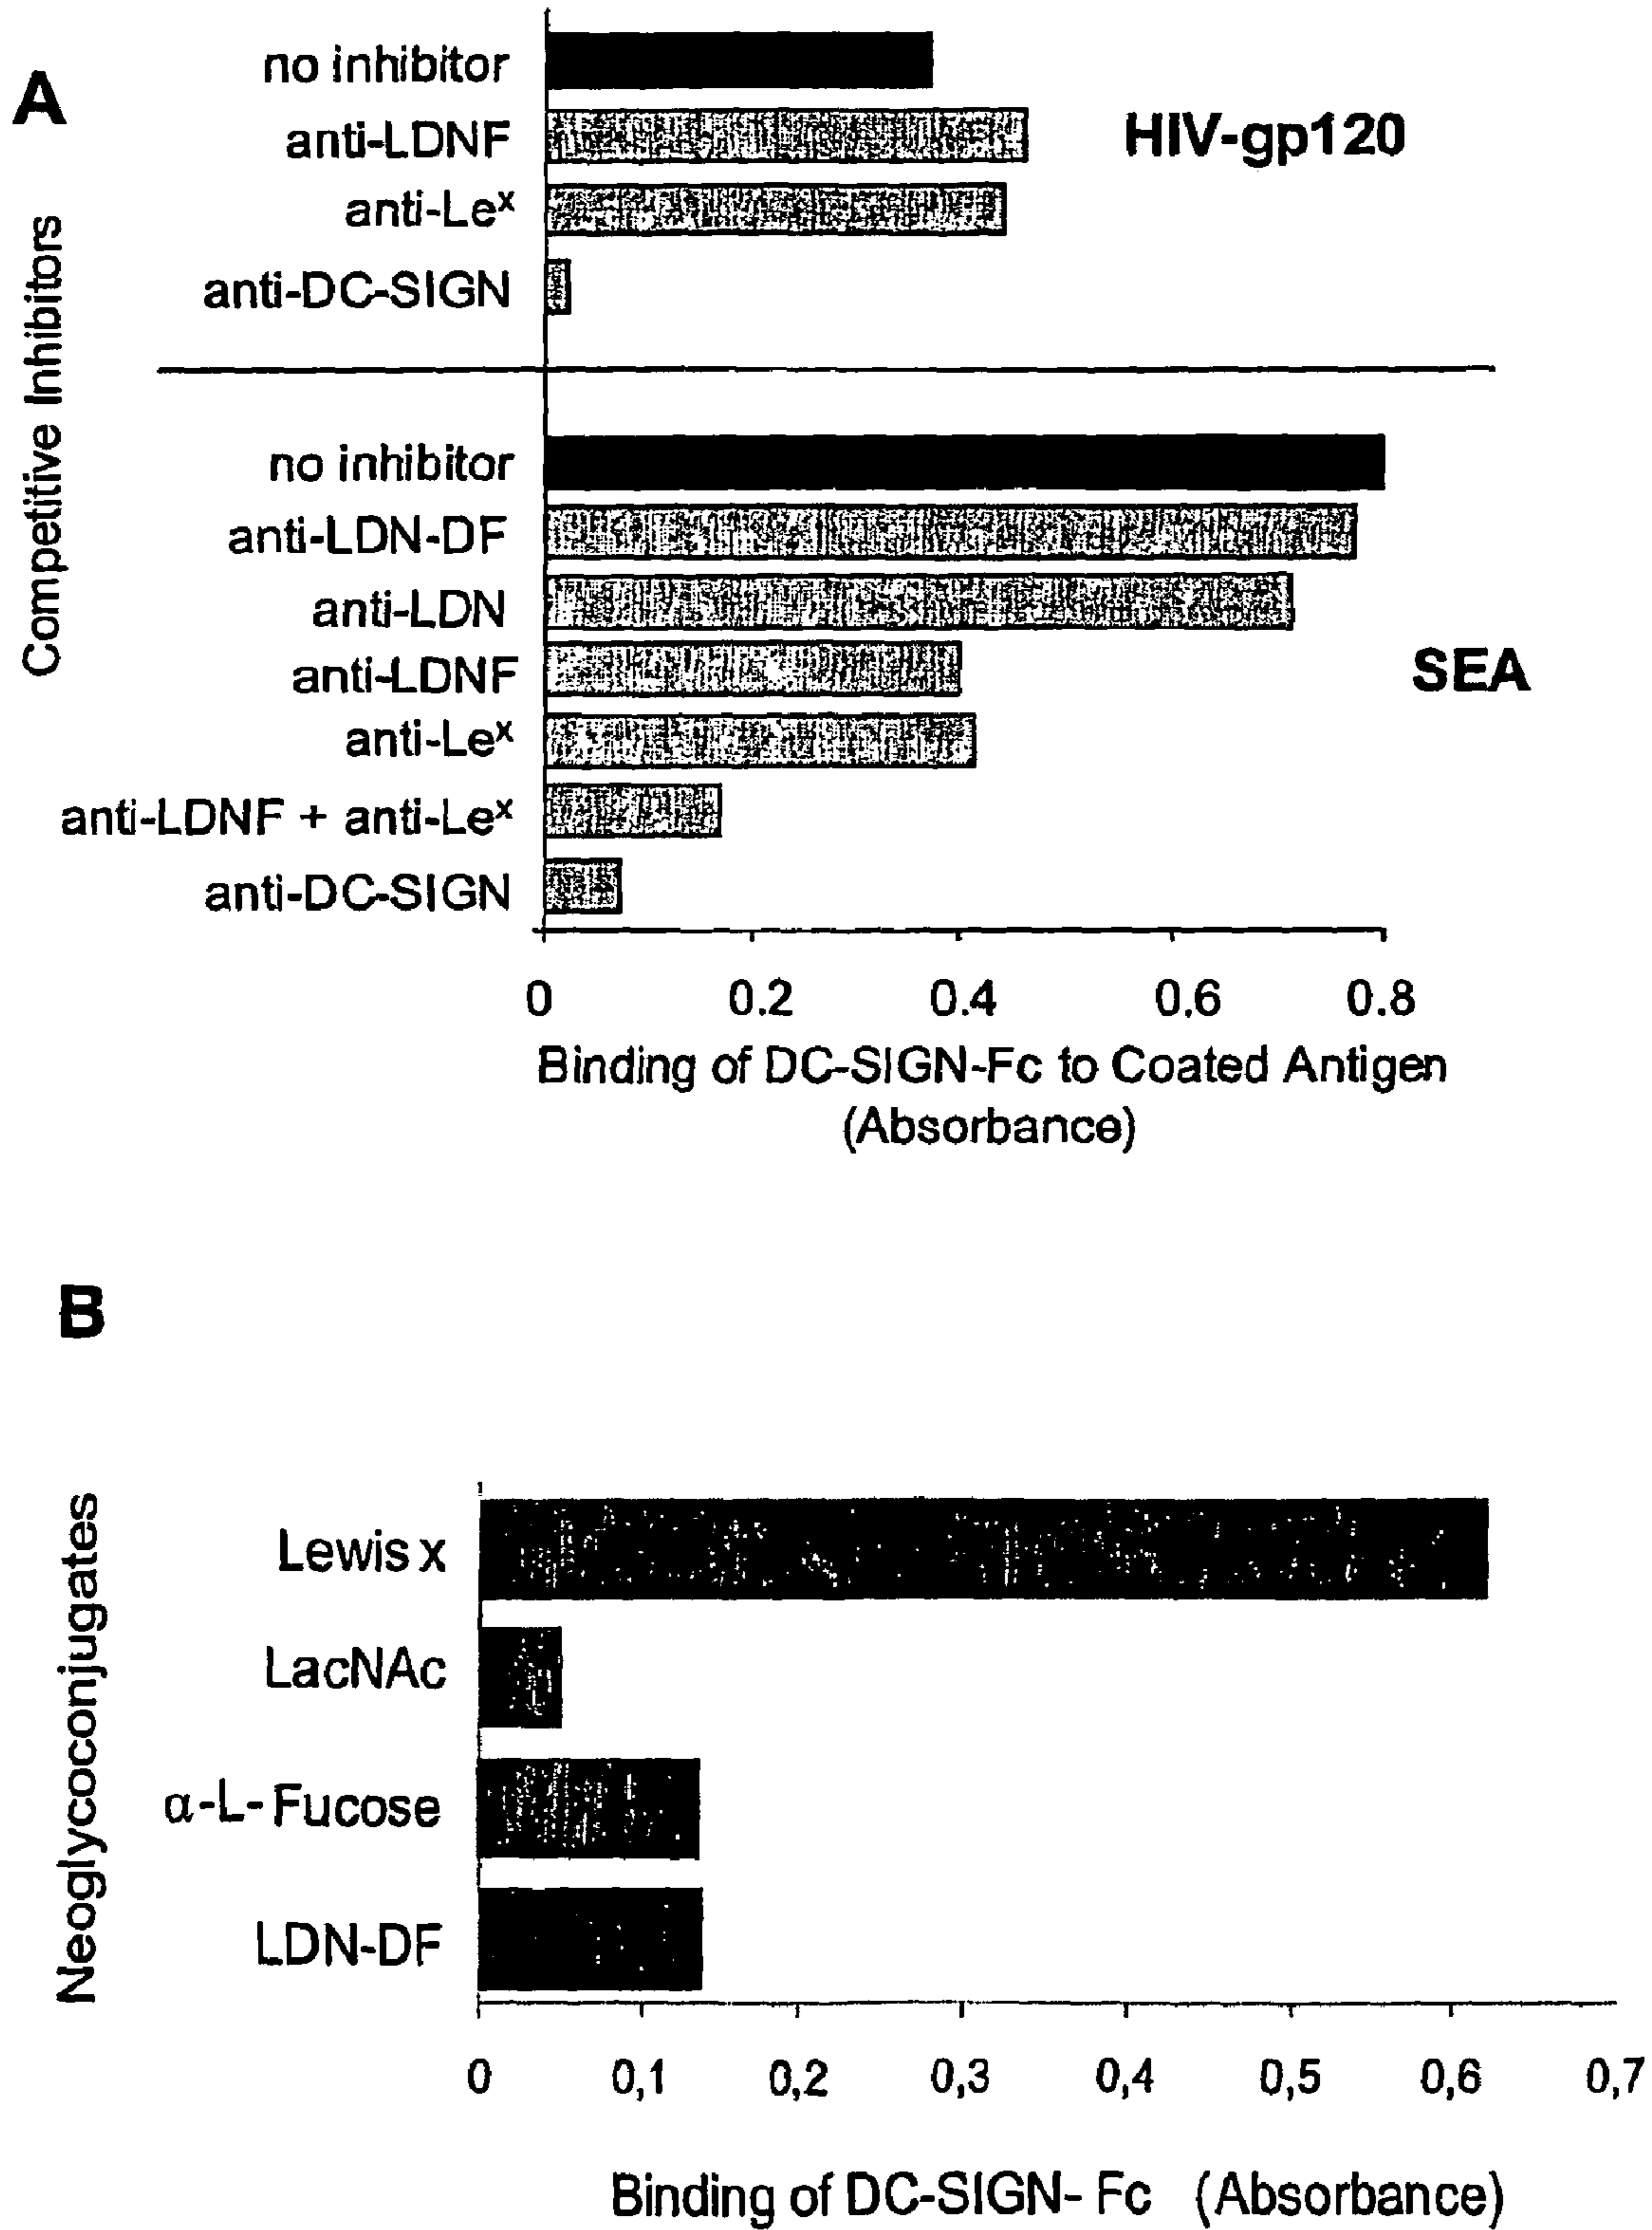 A
Competitive Inhibitors
no inhibitor
anti-LDNF
HIV-gp120
anti-Leˣ
anti-DC-SIGN
no inhibitor
anti-LDN-DF
anti-LDN
anti-LDNF
SEA
anti-Leˣ
anti-LDNF + anti-Leˣ
anti-DC-SIGN
0 0.2 0.4 0.6 0.8
Binding of DC-SIGN-Fc to Coated Antigen
(Absorbance)
B
Neoglycoconjugates
Lewis x
LacNAc
α-L-Fucose
LDN-DF
0 0,1 0,2 0,3 0,4 0,5 0,6 0,7
Binding of DC-SIGN- Fc (Absorbance)